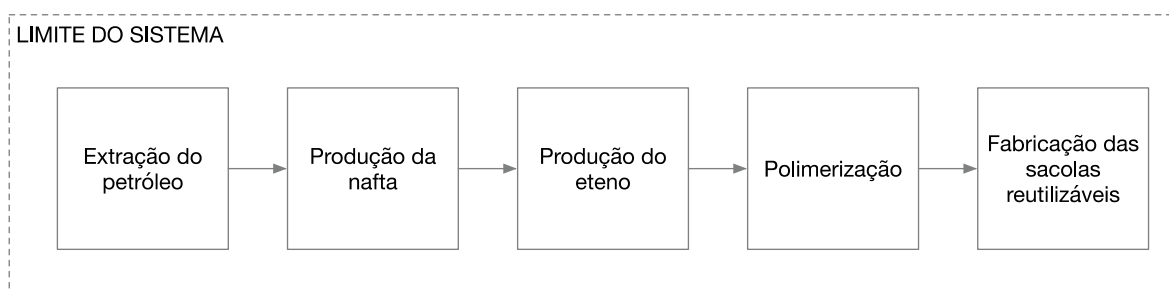 LIMITE DO SISTEMA
Extração do
petróleo
Produção da
nafta
Produção do
eteno
Polimerização
Fabricação das
sacolas
reutilizáveis